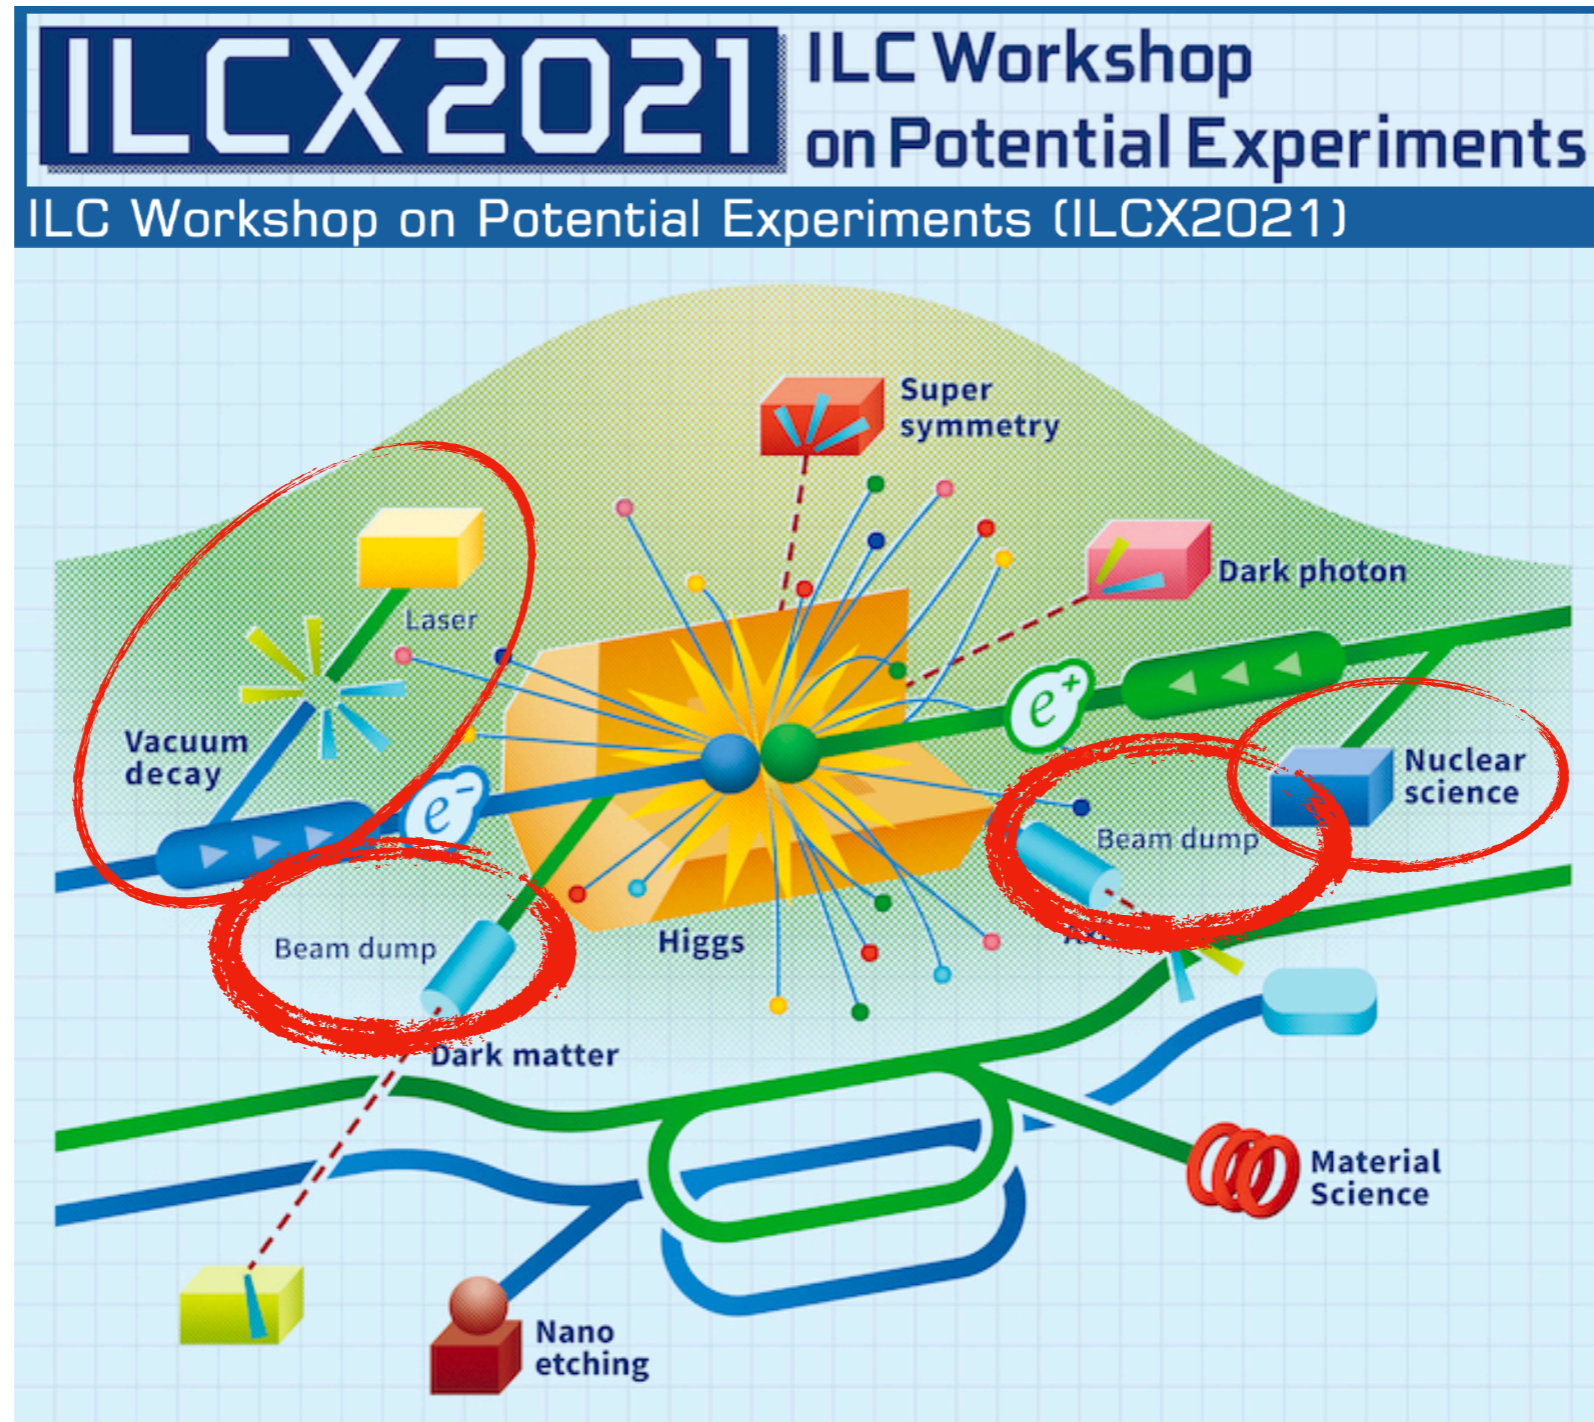 ILCX2021
ILC Workshop
on Potential Experiments
ILC Workshop on Potential Experiments (ILCX2021)
Super
symmetry
Dark photon
Laser
Vacuum
decay
e+
e-
Nuclear
science
Beam dump
Beam dump
Higgs
Dark matter
Material
Science
Nano
etching